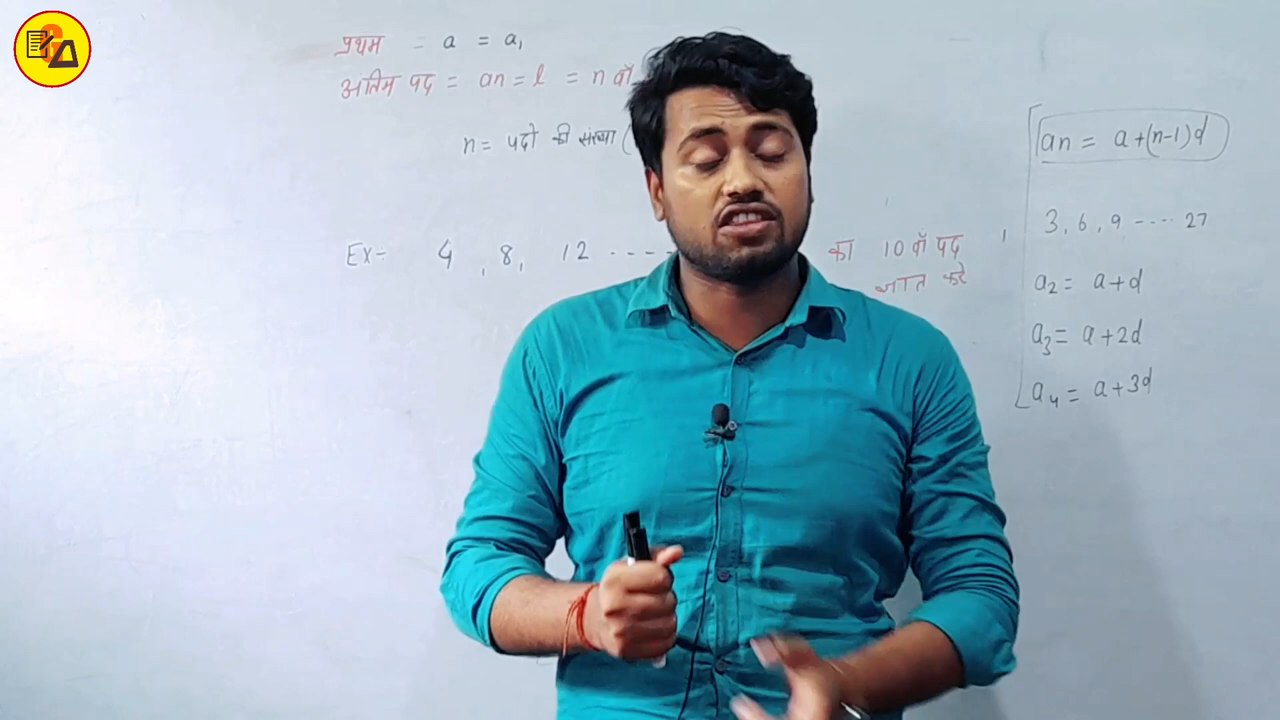 प्रथम = a = a₁
अंतिम पद = an = l = n वाँ
n = पदो की संख्या (
Ex= 4, 8, 12 ---- का 10 वाँ पद
ज्ञात करे
an = a+(n-1)d
3, 6, 9 ---- 27
a₂ = a+d
a₃ = a+2d
a₄ = a+3d